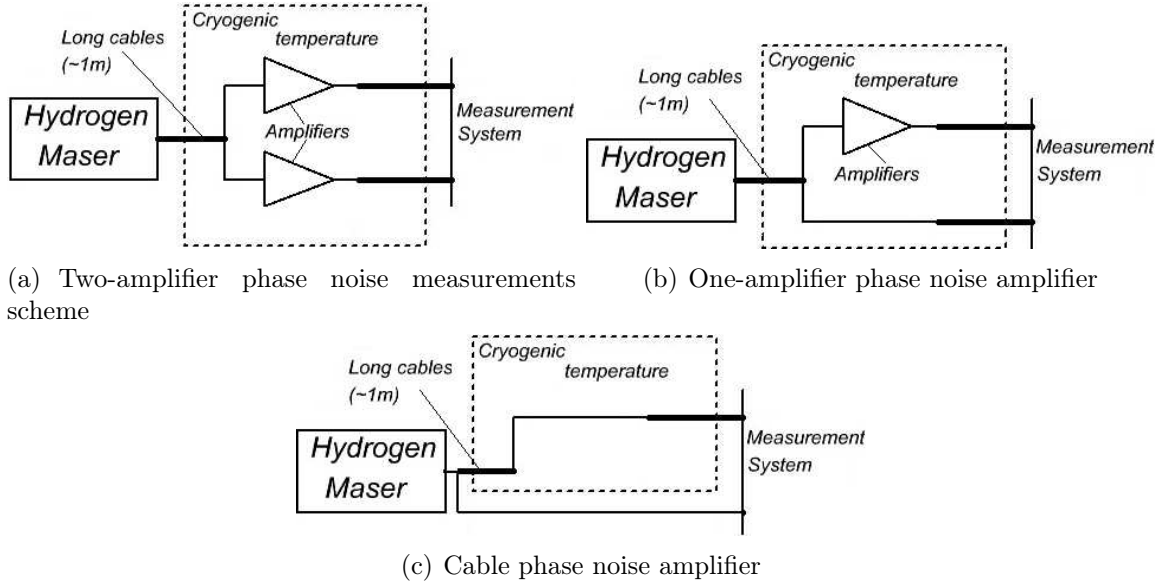 Cryogenic
temperature
Long cables
(~1m)
Hydrogen
Maser
Amplifiers
Measurement
System
(a) Two-amplifier phase noise measurements
scheme
Cryogenic
temperature
Long cables
(~1m)
Hydrogen
Maser
Amplifiers
Measurement
System
(b) One-amplifier phase noise amplifier
Cryogenic
temperature
Long cables
(~1m)
Hydrogen
Maser
Measurement
System
(c) Cable phase noise amplifier